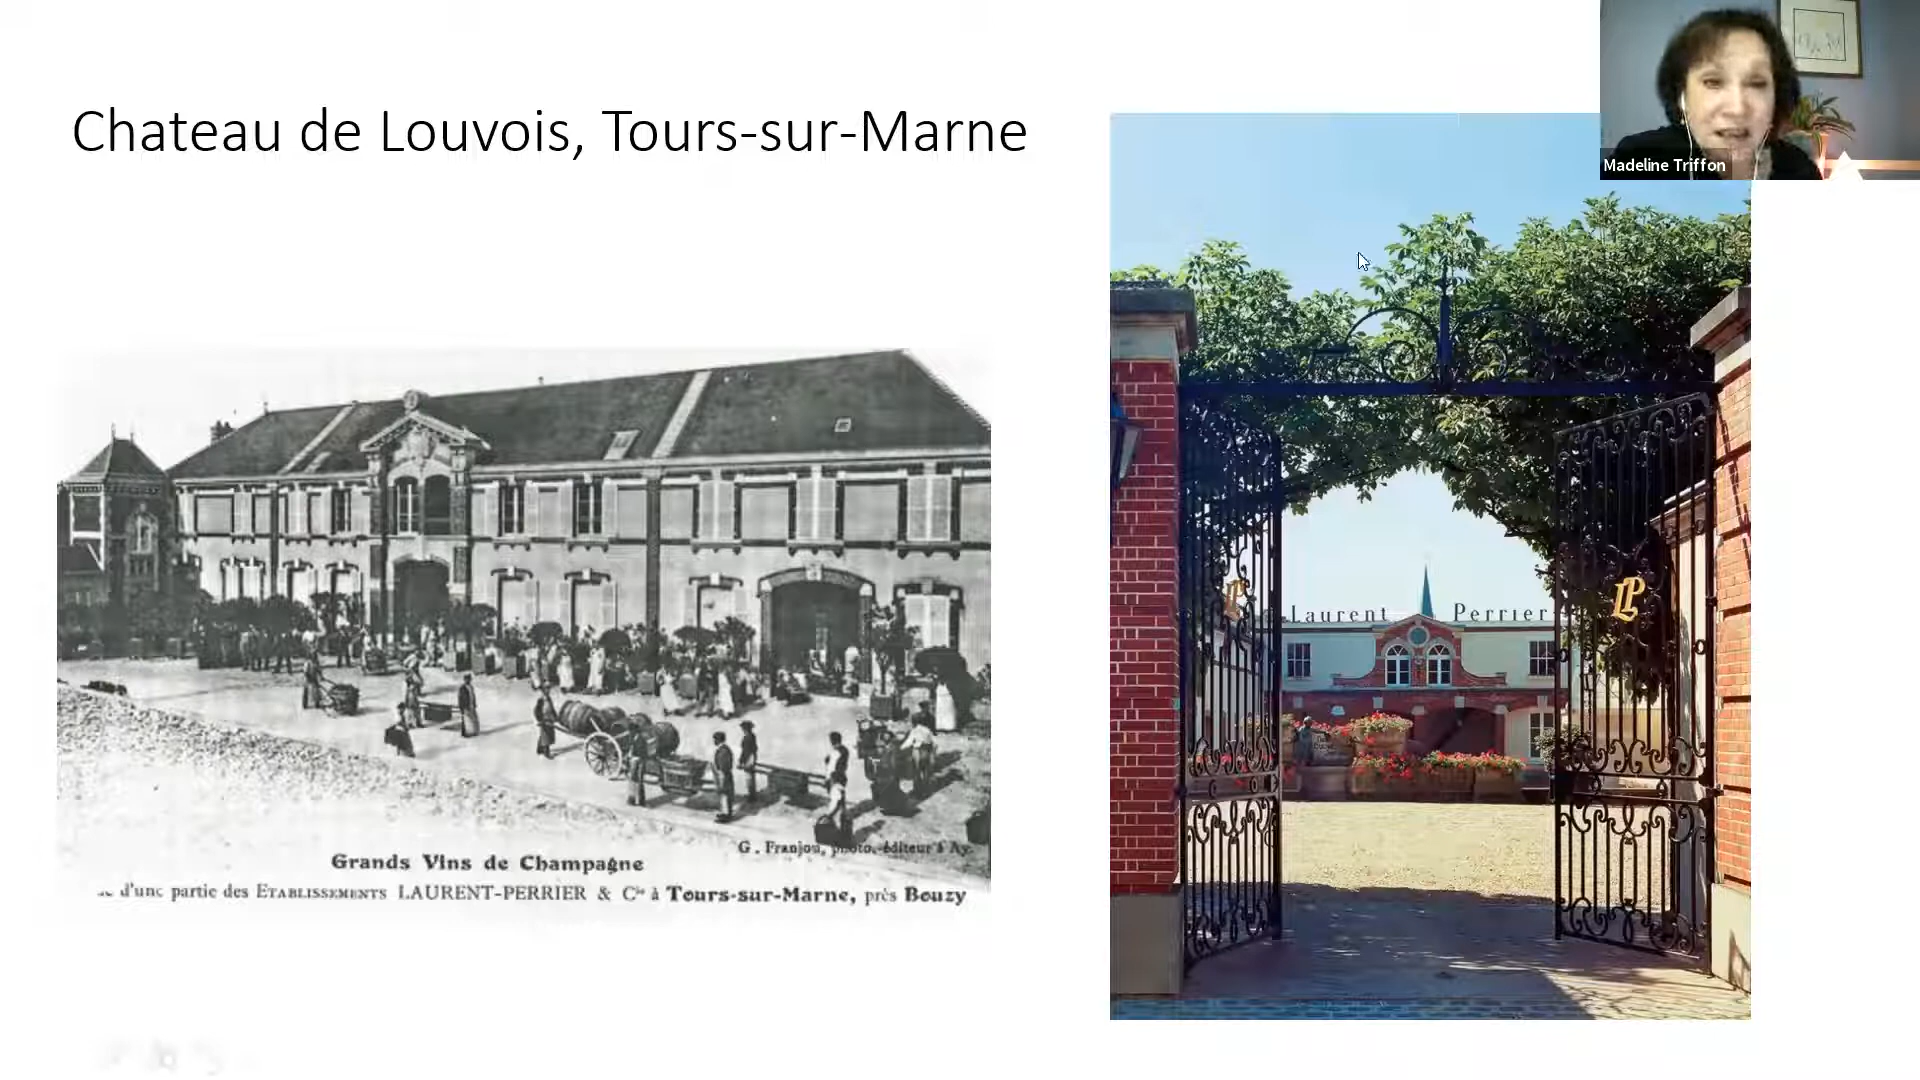 Chateau de Louvois, Tours-sur-Marne
Madeline Triffon
Laurent Perrier
LP
LP
G. Franjou, photo.-éditeur à Ay.
Grands Vins de Champagne
d'une partie des ETABLISSEMENTS LAURENT-PERRIER & Cie à Tours-sur-Marne, près Bouzy